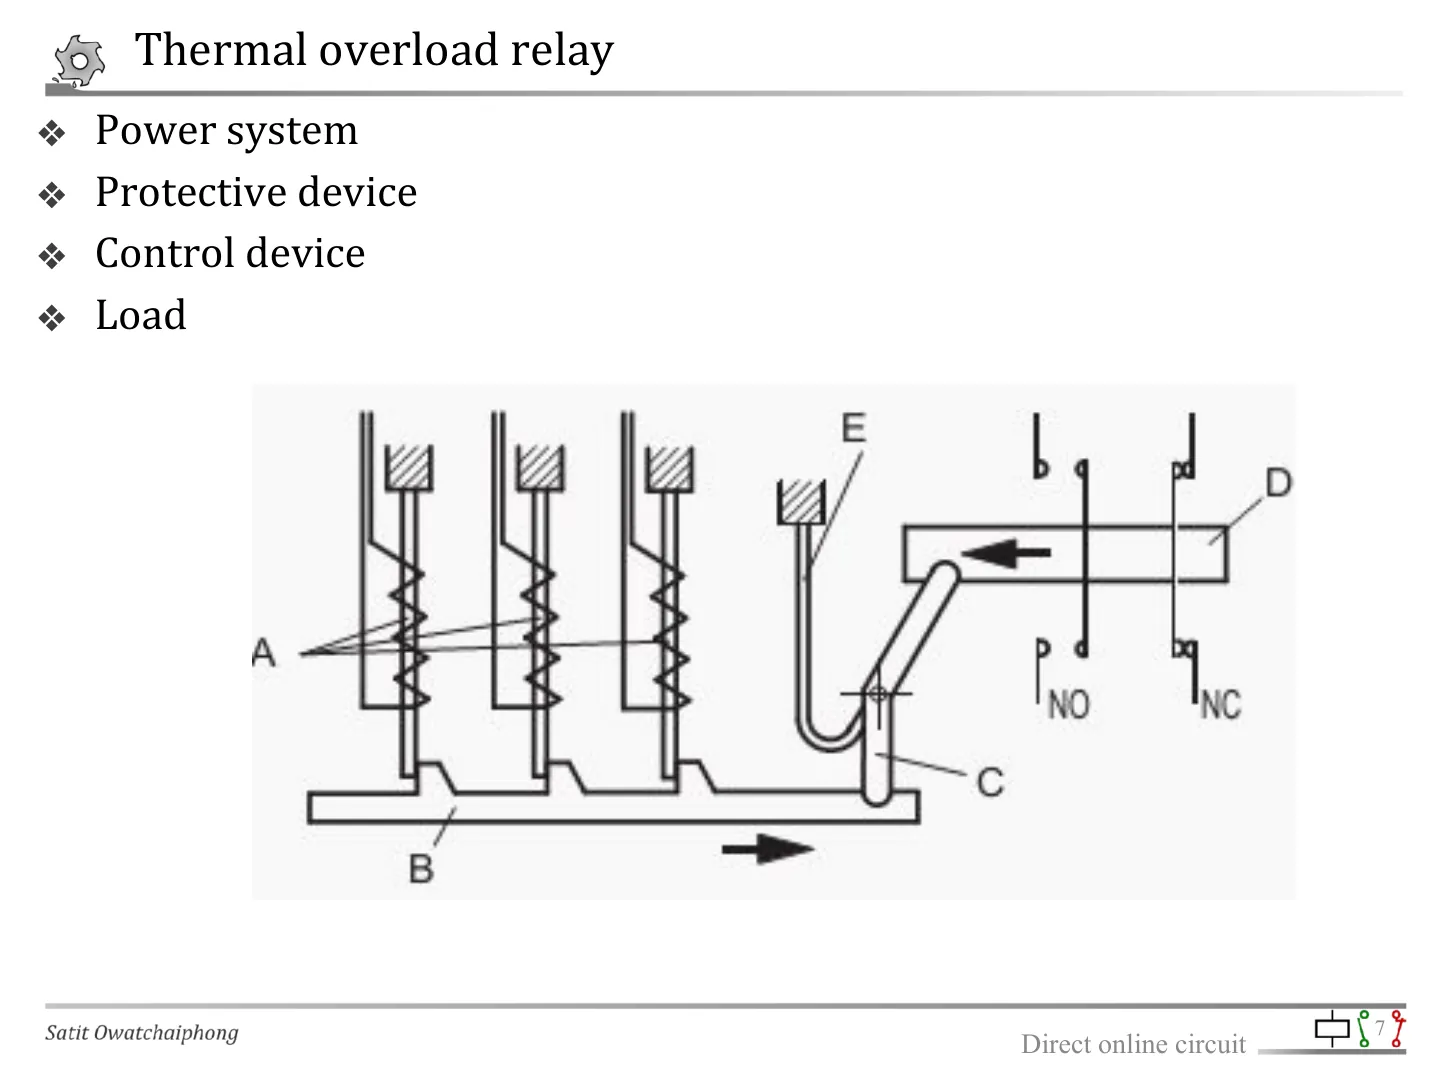 Thermal overload relay
Power system
Protective device
Control device
Load
E
D
A
NO
NC
C
B
Satit Owatchaiphong
Direct online circuit
7